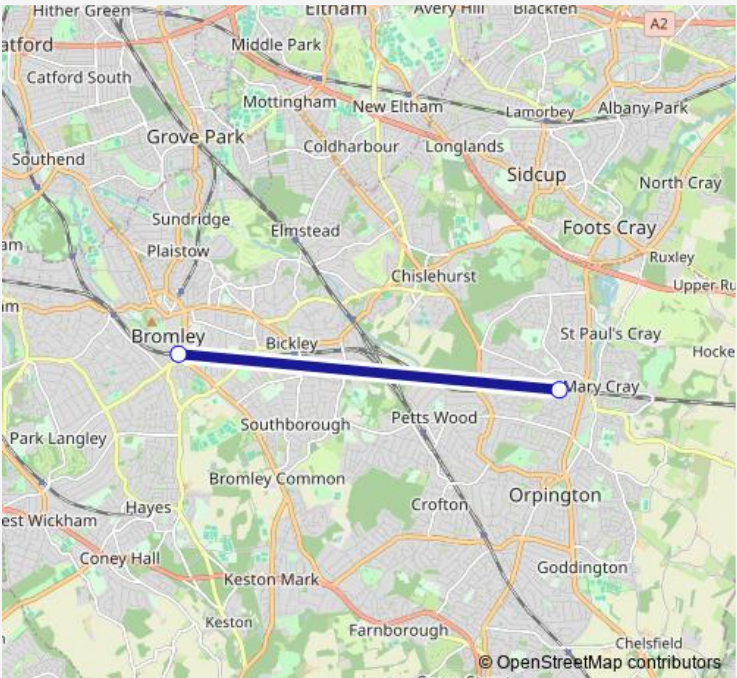 Hither Green
Eltham
Avery Hill
Blackfen
A2
atford
Middle Park
Catford South
Mottingham
New Eltham
Lamorbey
Albany Park
Grove Park
Coldharbour
Longlands
Southend
Sidcup
North Cray
Sundridge
Elmstead
Foots Cray
am
Plaistow
Ruxley
Chislehurst
Upper Ru
m
Bromley
Bickley
St Paul's Cray
Hocke
Mary Cray
Southborough
Petts Wood
Park Langley
Bromley Common
Orpington
Crofton
Hayes
est Wickham
Coney Hall
Goddington
Keston Mark
Keston
Farnborough
Chelsfield
© OpenStreetMap contributors